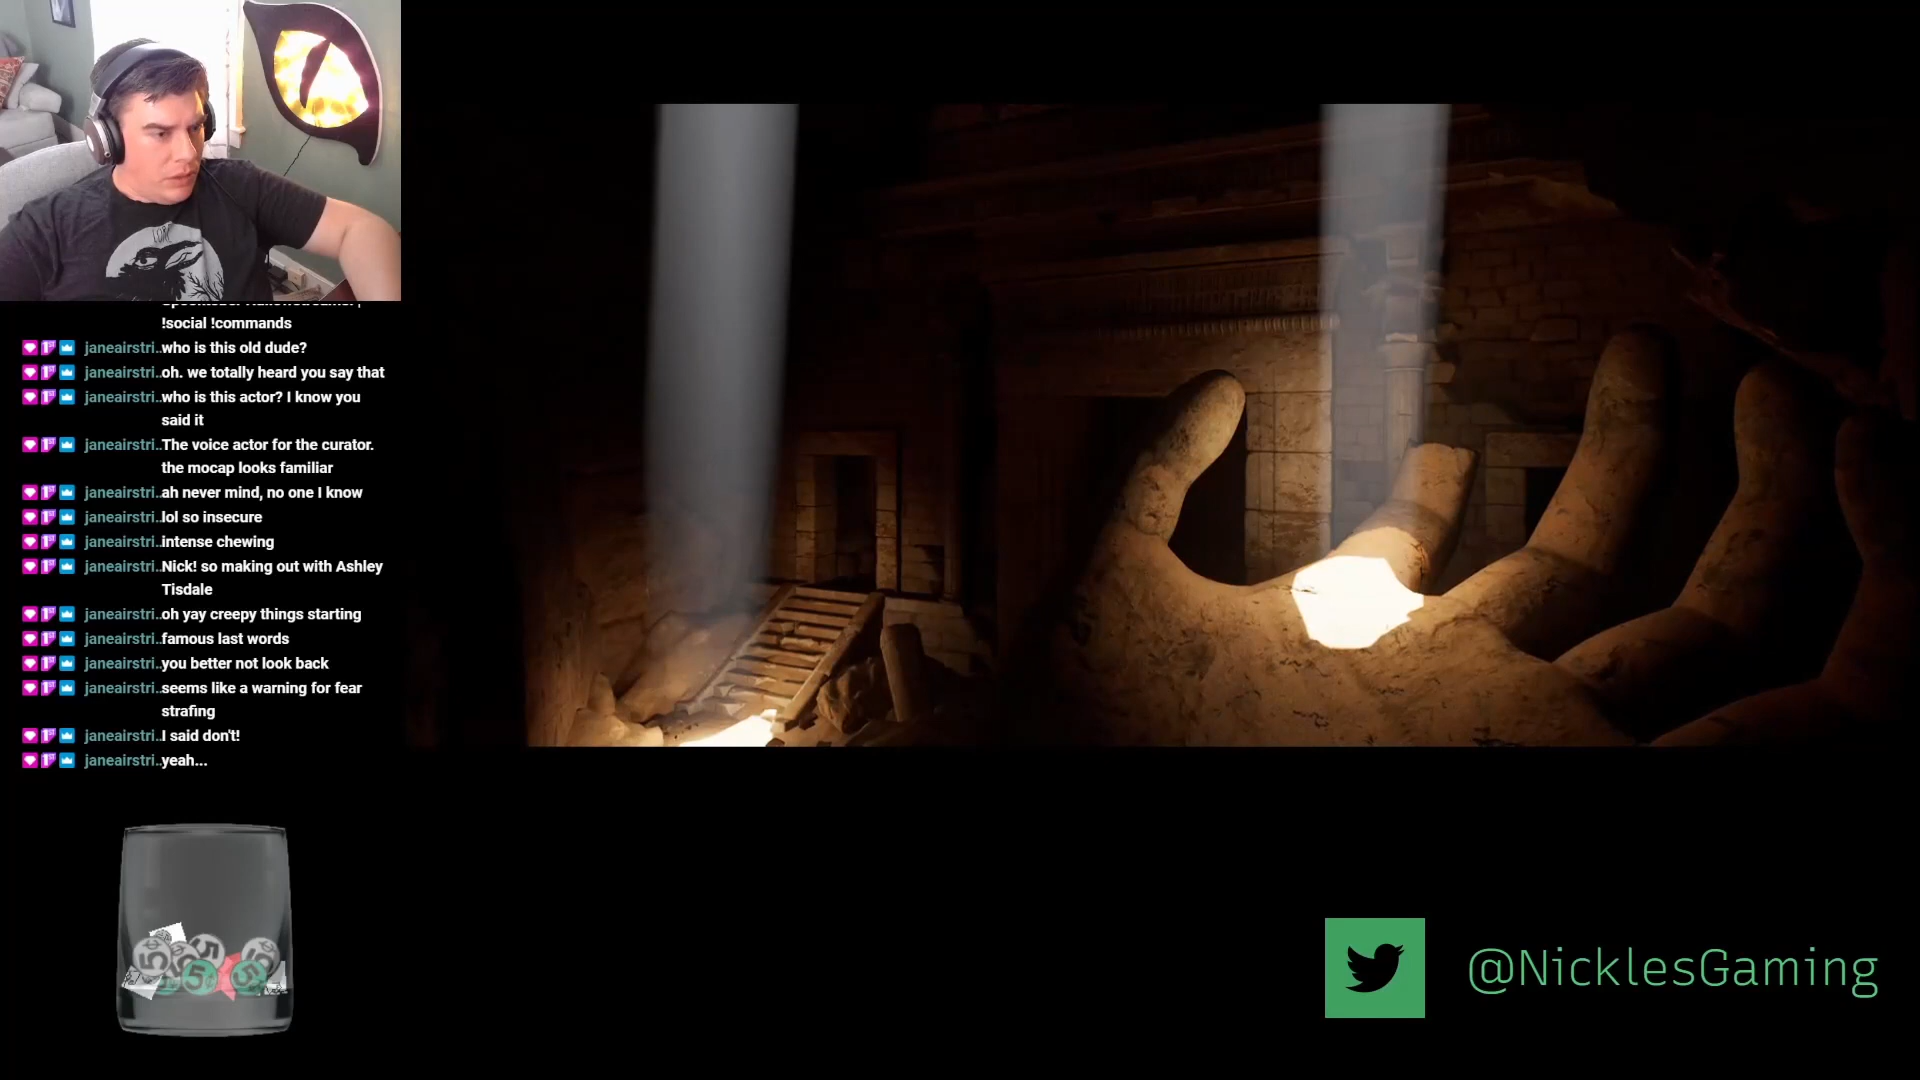 LORE
!social !commands
janeairstri..who is this old dude?
janeairstri..oh. we totally heard you say that
janeairstri..who is this actor? I know you
said it
janeairstri..The voice actor for the curator.
the mocap looks familiar
janeairstri..ah never mind, no one I know
janeairstri..lol so insecure
janeairstri..intense chewing
janeairstri..Nick! so making out with Ashley
Tisdale
janeairstri..oh yay creepy things starting
janeairstri..famous last words
janeairstri..you better not look back
janeairstri..seems like a warning for fear
strafing
janeairstri..I said don't!
janeairstri..yeah...
@NicklesGaming